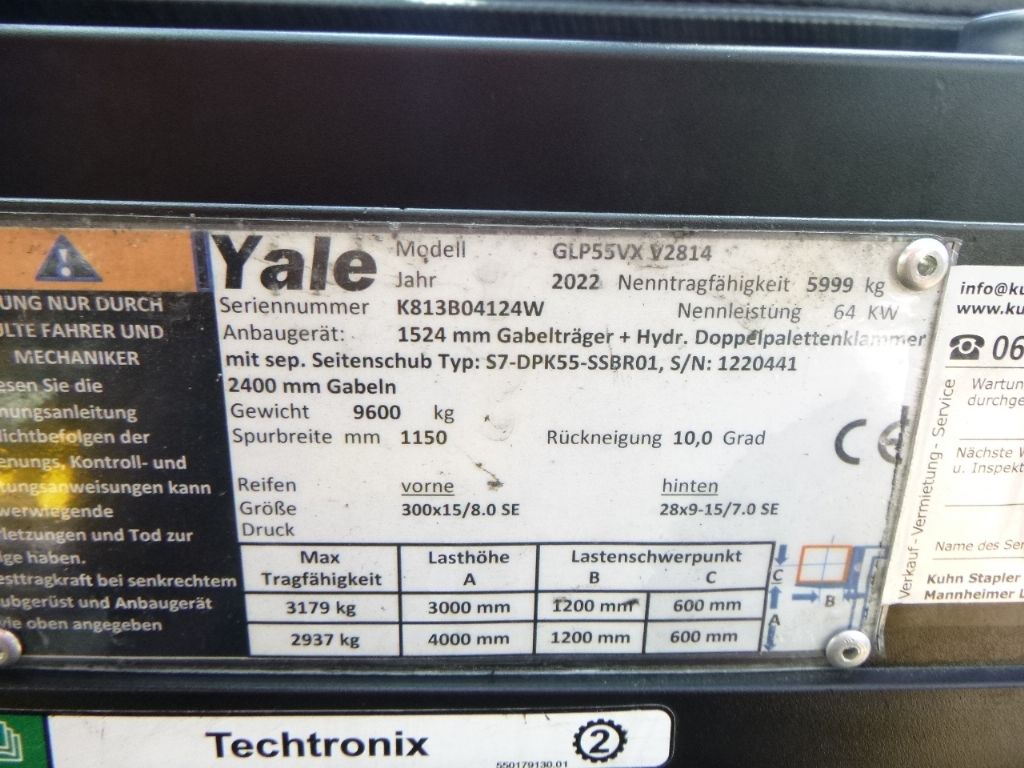 Yale
Modell GLP55VX V2814
Jahr 2022 Nenntragfähigkeit 5999 kg
Seriennummer K813B04124W Nennleistung 64 KW
Anbaugerät: 1524 mm Gabelträger + Hydr. Doppelpalettenklammer
mit sep. Seitenschub Typ: S7-DPK55-SSBR01, S/N: 1220441
2400 mm Gabeln
Gewicht 9600 kg
Spurbreite mm 1150 Rückneigung 10,0 Grad
CE
Reifen vorne hinten
Größe 300x15/8.0 SE 28x9-15/7.0 SE
Druck
Max Lasthöhe Lastenschwerpunkt
Tragfähigkeit A B C
3179 kg 3000 mm 1200 mm 600 mm
2937 kg 4000 mm 1200 mm 600 mm
C
B
A
UNG NUR DURCH
ULTE FAHRER UND
MECHANIKER
esen Sie die
nungsanleitung
lichtbefolgen der
enungs, Kontroll- und
tungsanweisungen kann
werwiegende
letzungen und Tod zur
lge haben.
esttragkraft bei senkrechtem
ubgerüst und Anbaugerät
wie oben angegeben
info@ku
www.ku
06
Verkauf - Vermietung - Service
Wartun
durchge
Nächste W
u. Inspekt
Name des Ser
Kuhn Stapler
Mannheimer L
Techtronix 2
550179130.01